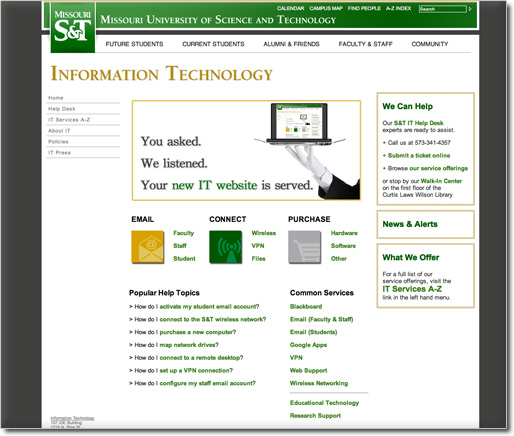 MISSOURI
S&T
MISSOURI UNIVERSITY OF SCIENCE AND TECHNOLOGY
CALENDAR CAMPUS MAP FIND PEOPLE A-Z INDEX Search
FUTURE STUDENTS CURRENT STUDENTS ALUMNI & FRIENDS FACULTY & STAFF COMMUNITY
INFORMATION TECHNOLOGY
Home
Help Desk
IT Services A-Z
About IT
Policies
IT Press
You asked.
We listened.
Your new IT website is served.
EMAIL
Faculty
Staff
Student
CONNECT
Wireless
VPN
Files
PURCHASE
Hardware
Software
Other
Popular Help Topics
> How do I activate my student email account?
> How do I connect to the S&T wireless network?
> How do I purchase a new computer?
> How do I map network drives?
> How do I connect to a remote desktop?
> How do I set up a VPN connection?
> How do I configure my staff email account?
Common Services
Blackboard
Email (Faculty & Staff)
Email (Students)
Google Apps
VPN
Web Support
Wireless Networking
Educational Technology
Research Support
We Can Help
Our S&T IT Help Desk
experts are ready to assist.
+ Call us at 573-341-4357
+ Submit a ticket online
+ Browse our service offerings
or stop by our Walk-In Center
on the first floor of the
Curtis Laws Wilson Library
News & Alerts
What We Offer
For a full list of our
service offerings, visit the
IT Services A-Z
link in the left hand menu.
Information Technology